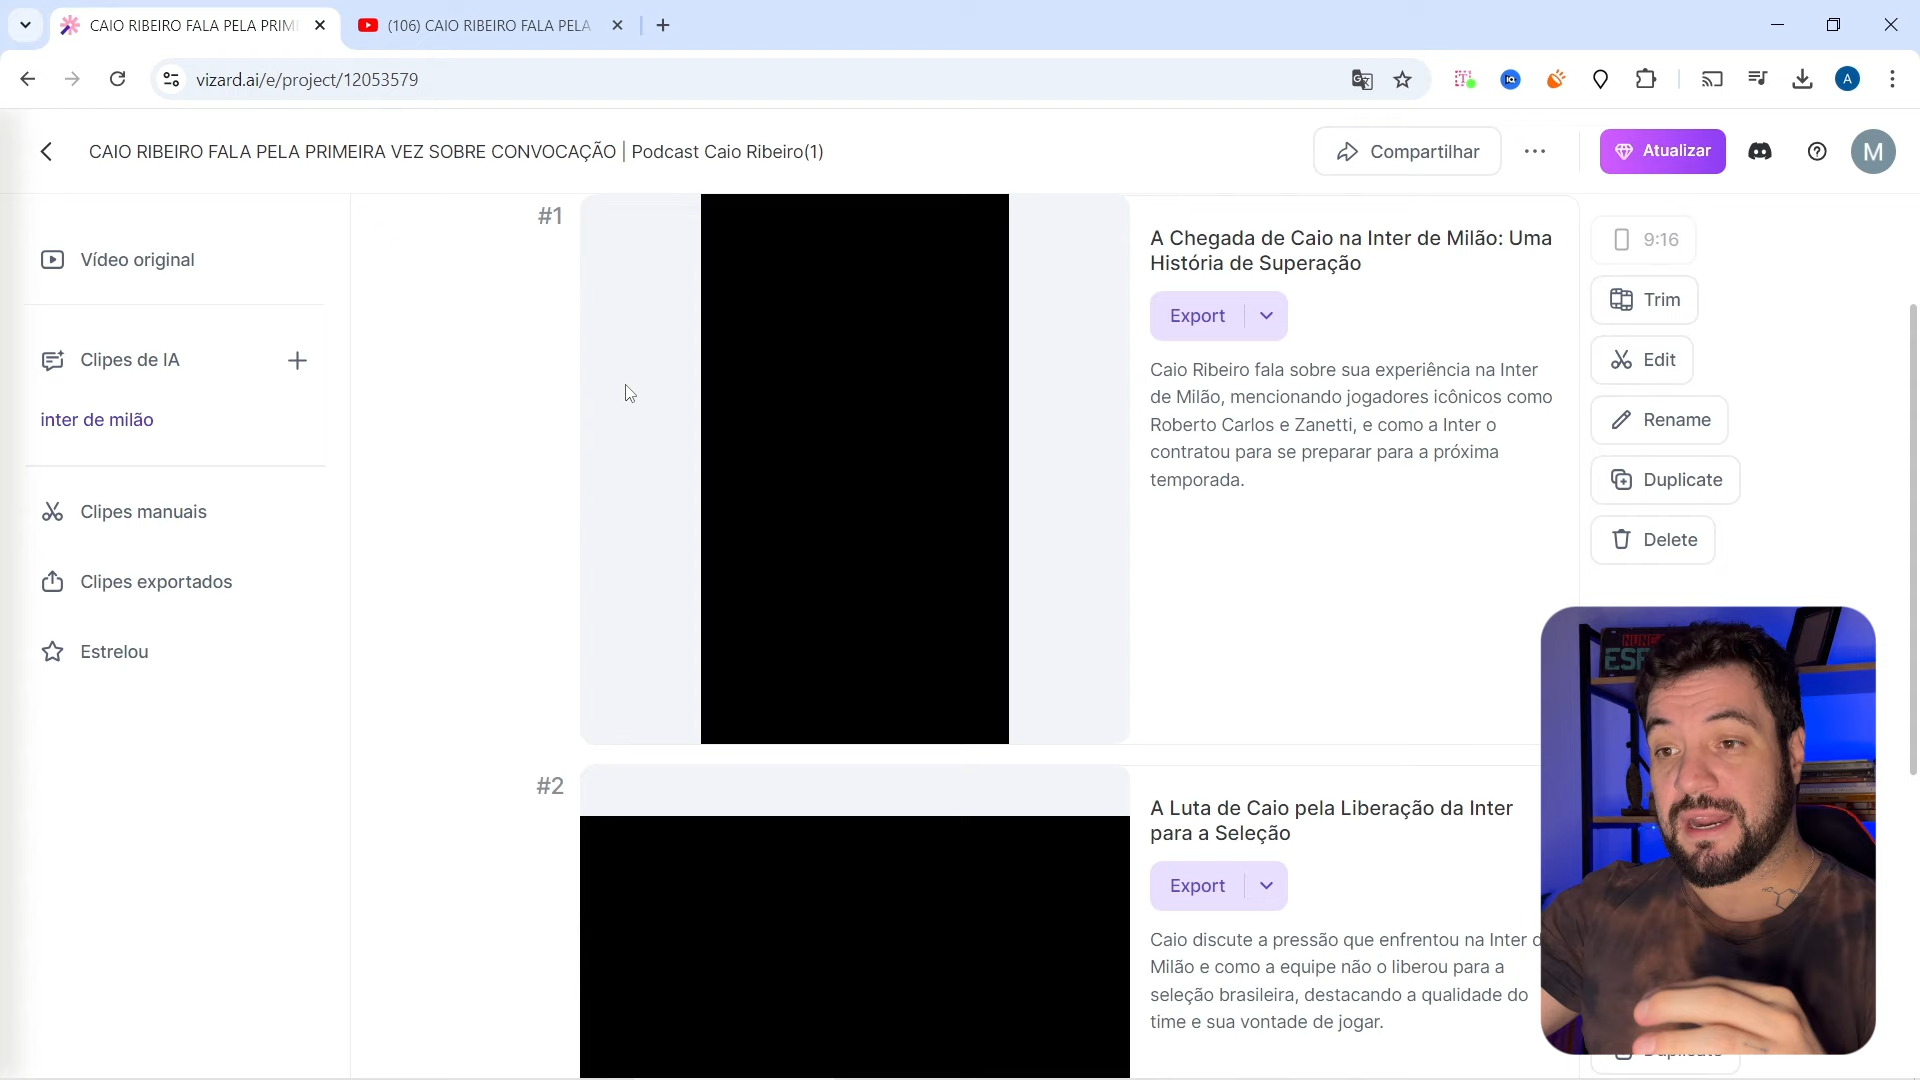 CAIO RIBEIRO FALA PELA PRIM
(106) CAIO RIBEIRO FALA PELA
vizard.ai/e/project/12053579
A
CAIO RIBEIRO FALA PELA PRIMEIRA VEZ SOBRE CONVOCAÇÃO | Podcast Caio Ribeiro(1)
Compartilhar
Atualizar
M
Vídeo original
Clipes de IA
inter de milão
Clipes manuais
Clipes exportados
Estrelou
#1
A Chegada de Caio na Inter de Milão: Uma
História de Superação
Export
Caio Ribeiro fala sobre sua experiência na Inter
de Milão, mencionando jogadores icônicos como
Roberto Carlos e Zanetti, e como a Inter o
contratou para se preparar para a próxima
temporada.
9:16
Trim
Edit
Rename
Duplicate
Delete
#2
A Luta de Caio pela Liberação da Inter
para a Seleção
Export
Caio discute a pressão que enfrentou na Inter d
Milão e como a equipe não o liberou para a
seleção brasileira, destacando a qualidade do
time e sua vontade de jogar.
Duplicate